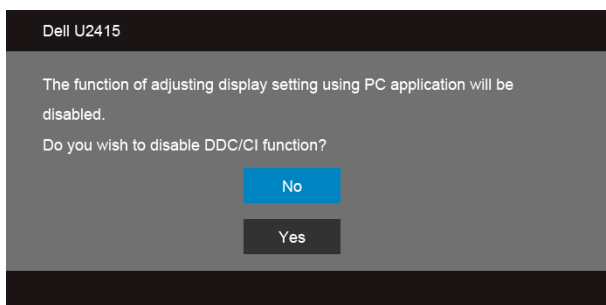 Dell U2415
The function of adjusting display setting using PC application will be
disabled.
Do you wish to disable DDC/CI function?
No
Yes